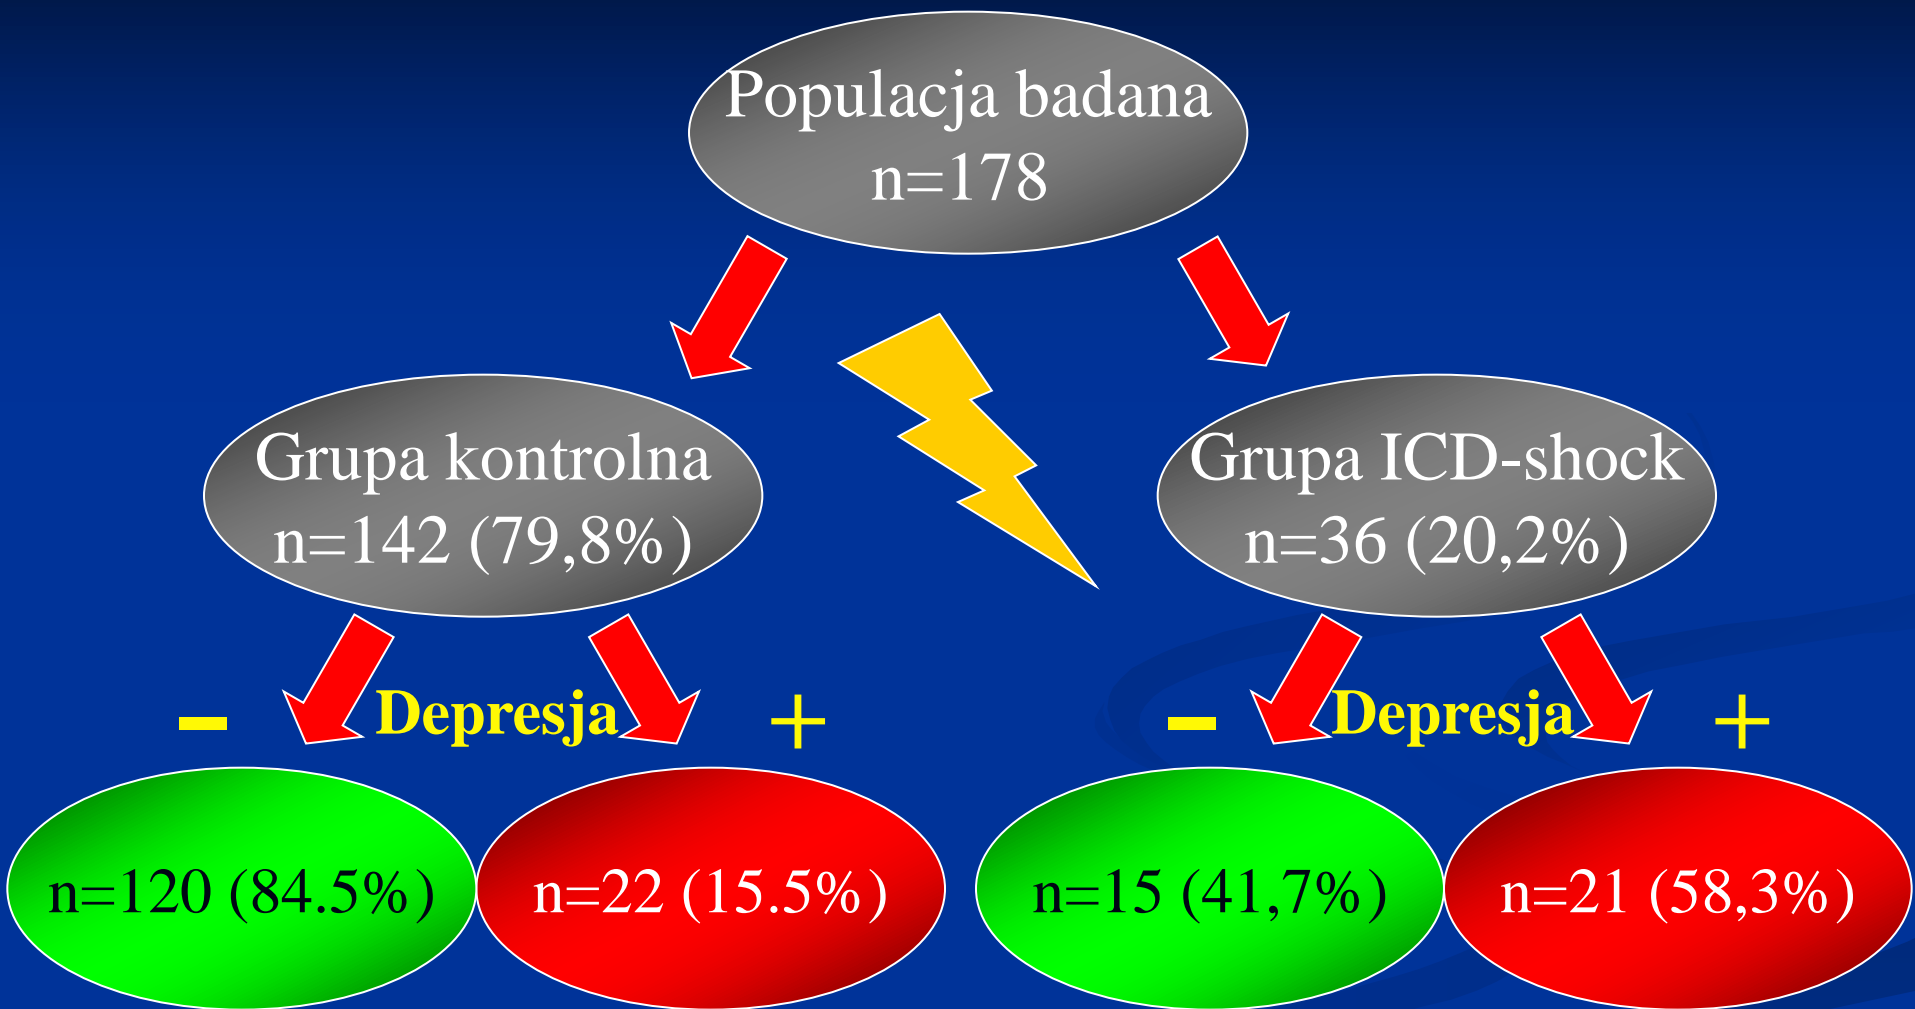 Populacja badana
n=178
Grupa kontrolna
n=142 (79,8%)
Grupa ICD-shock
n=36 (20,2%)
– Depresja +
– Depresja +
n=120 (84.5%)
n=22 (15.5%)
n=15 (41,7%)
n=21 (58,3%)